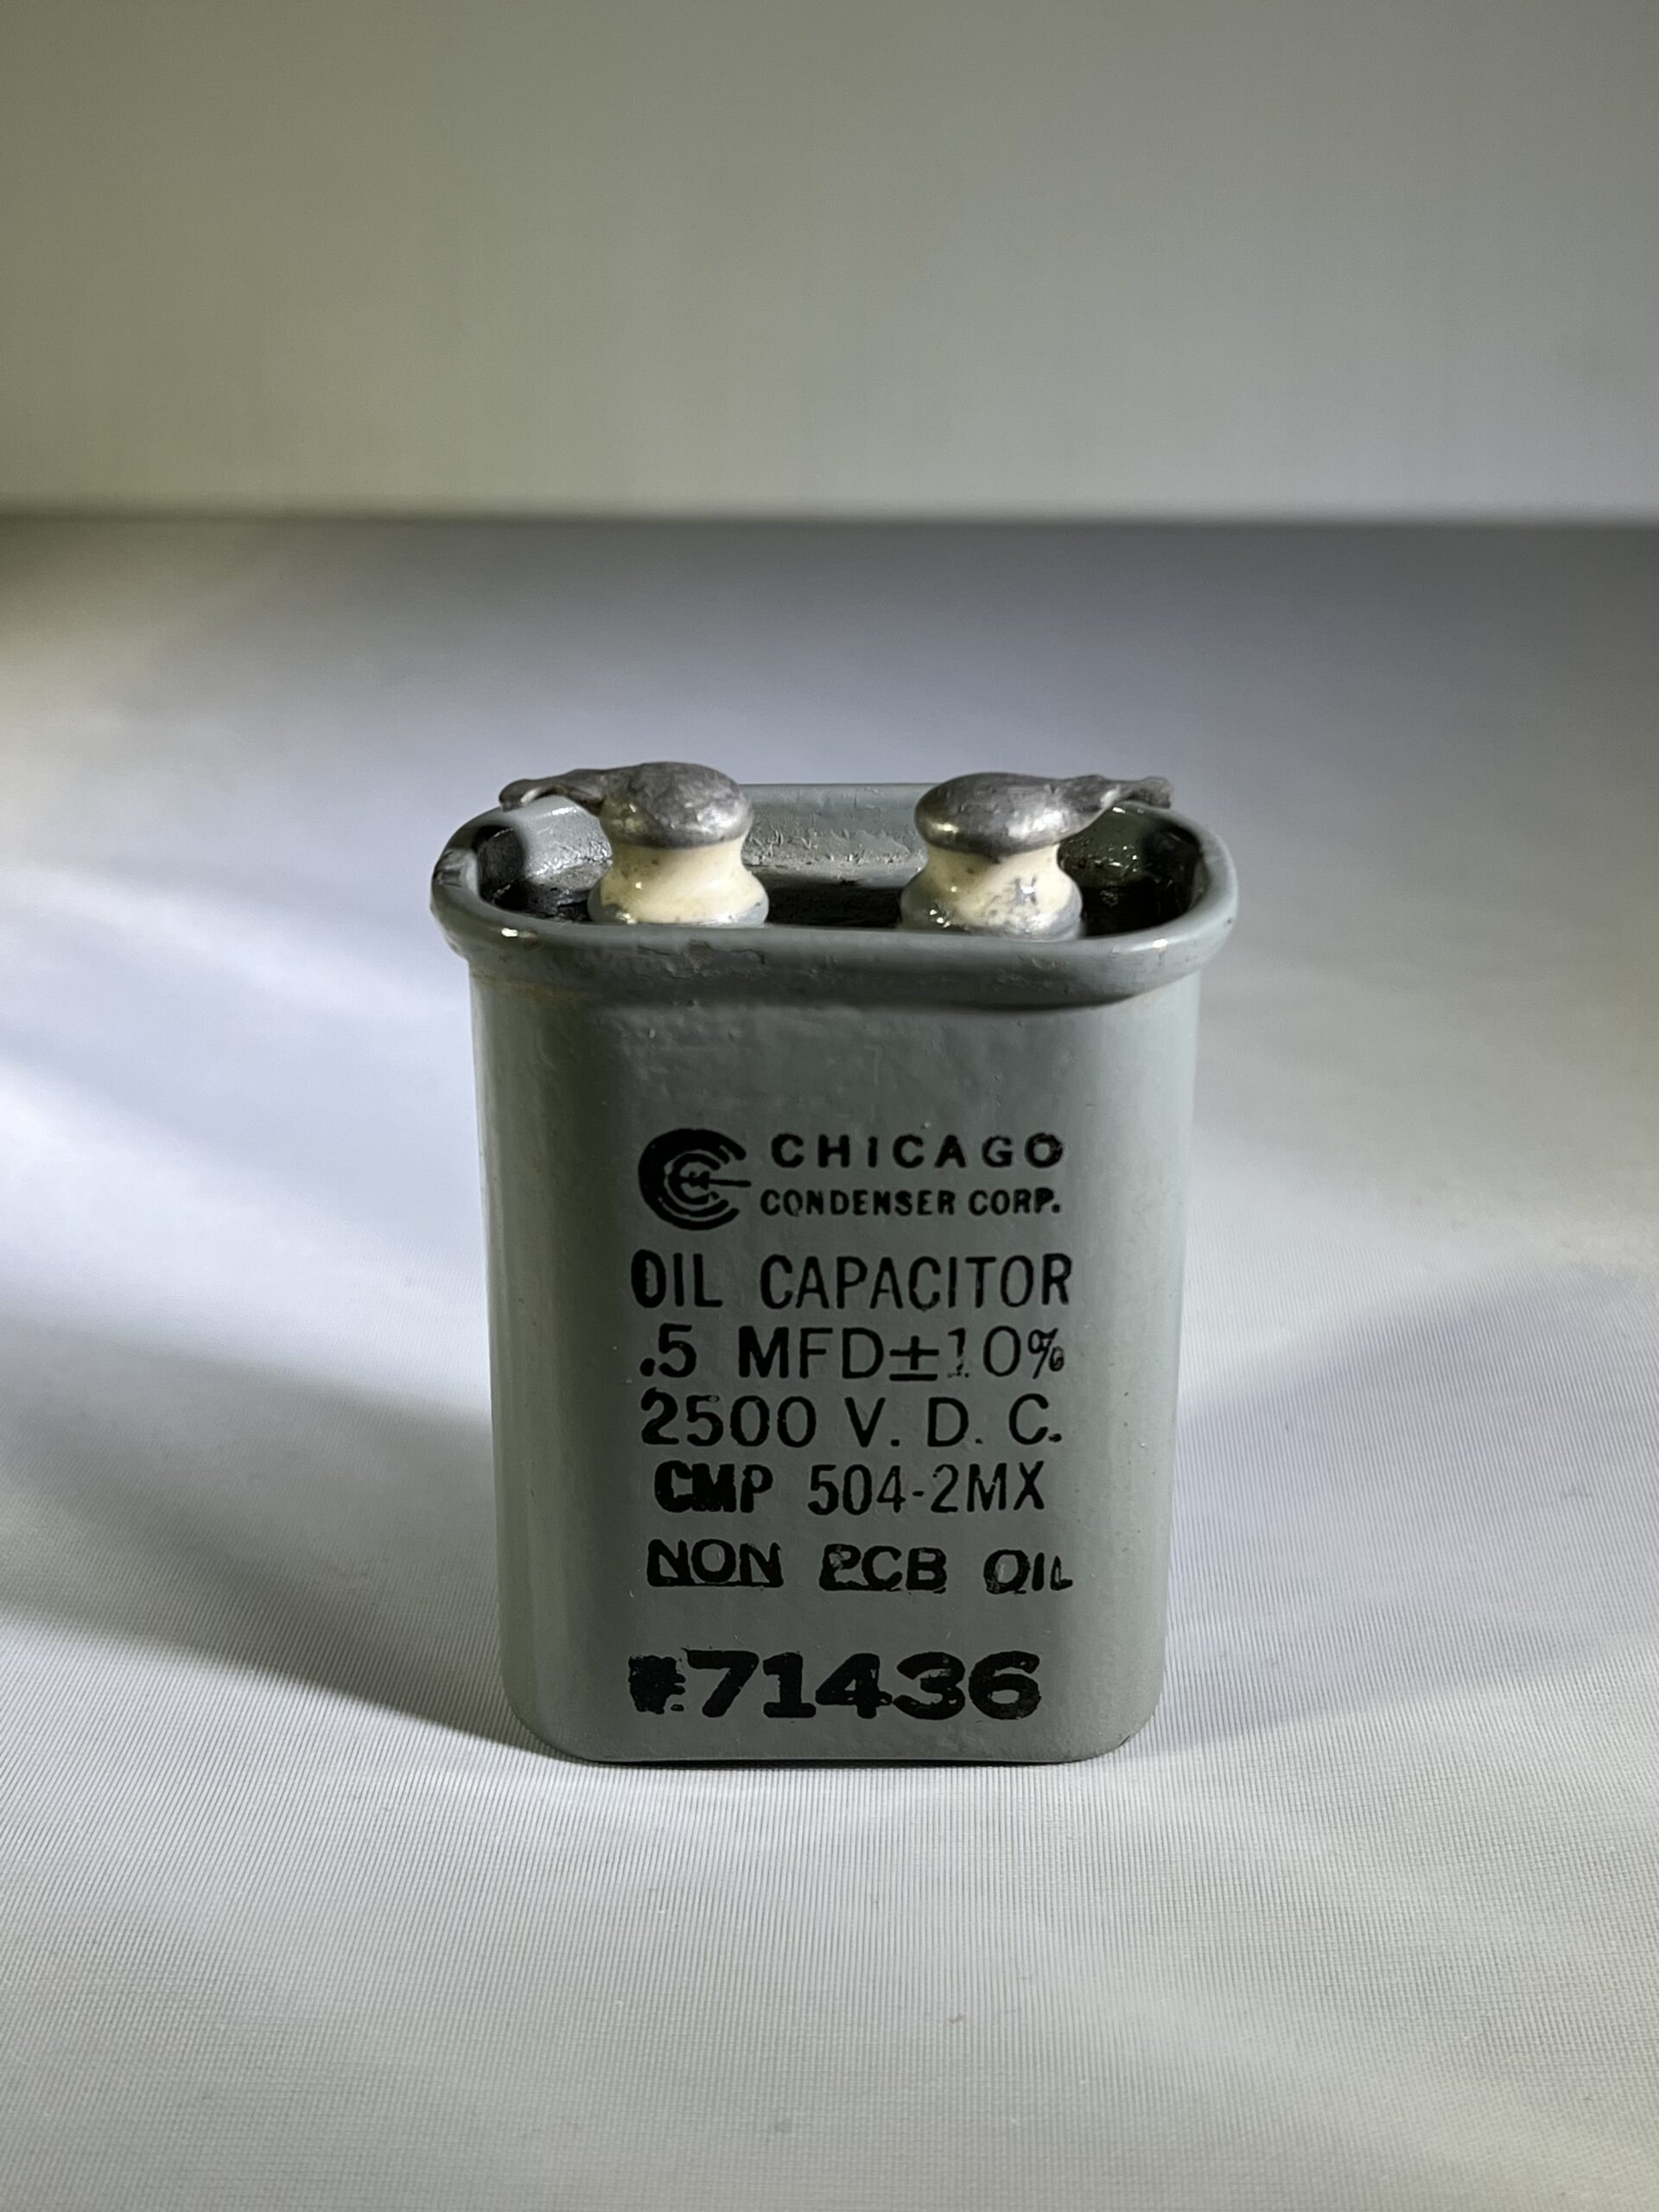 CHICAGO
CONDENSER CORP.
OIL CAPACITOR
.5 MFD±10%
2500 V. D. C.
CMP 504-2MX
NON PCB OIL
#71436